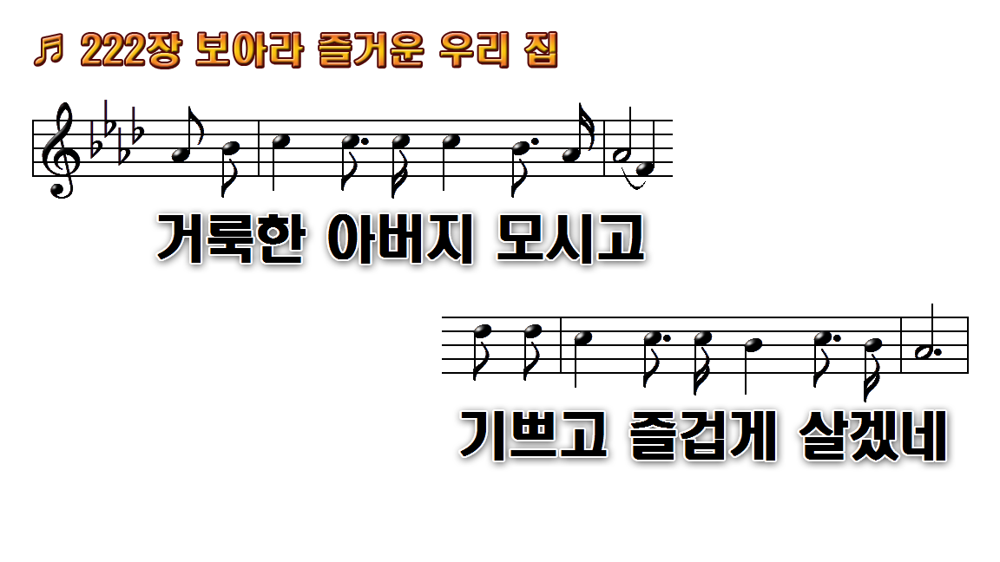 ♬ 222장 보아라 즐거운 우리 집
거룩한 아버지 모시고
기쁘고 즐겁게 살겠네